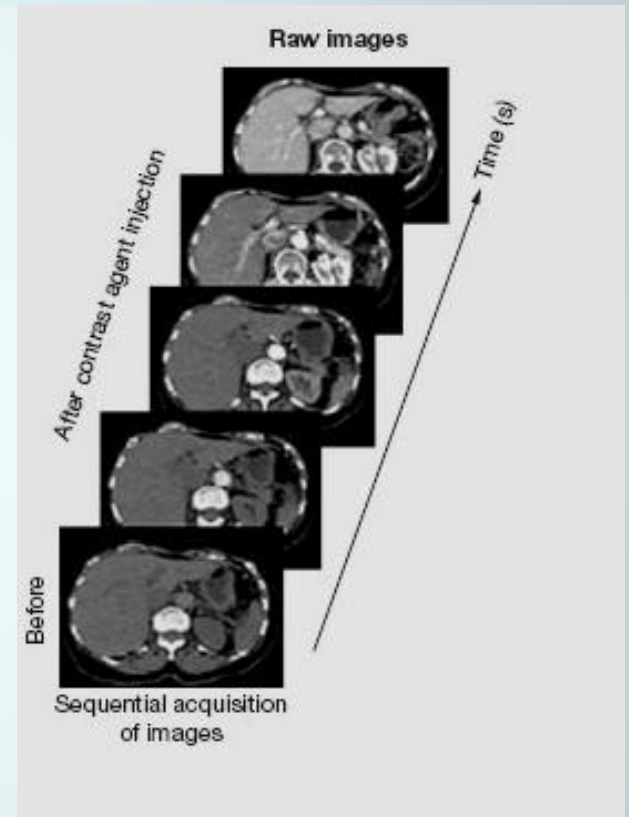 Raw images
Time (s)
After contrast agent injection
Before
Sequential acquisition
of images